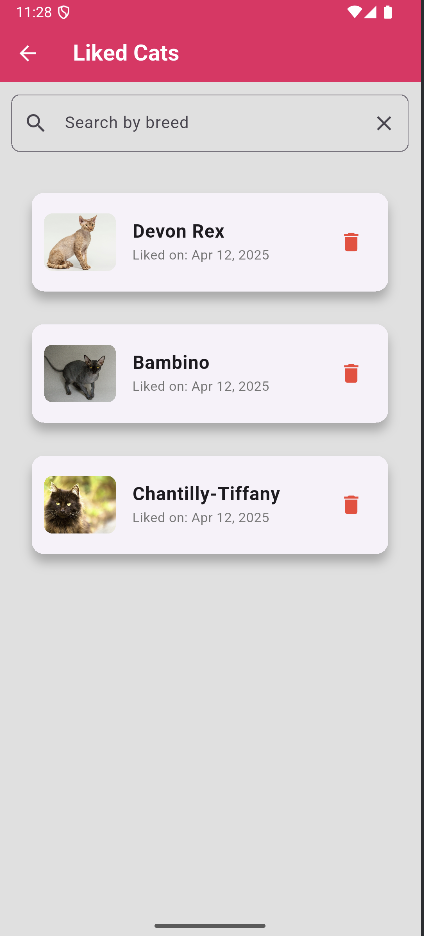 11:28
Liked Cats
Search by breed
Devon Rex
Liked on: Apr 12, 2025
Bambino
Liked on: Apr 12, 2025
Chantilly-Tiffany
Liked on: Apr 12, 2025